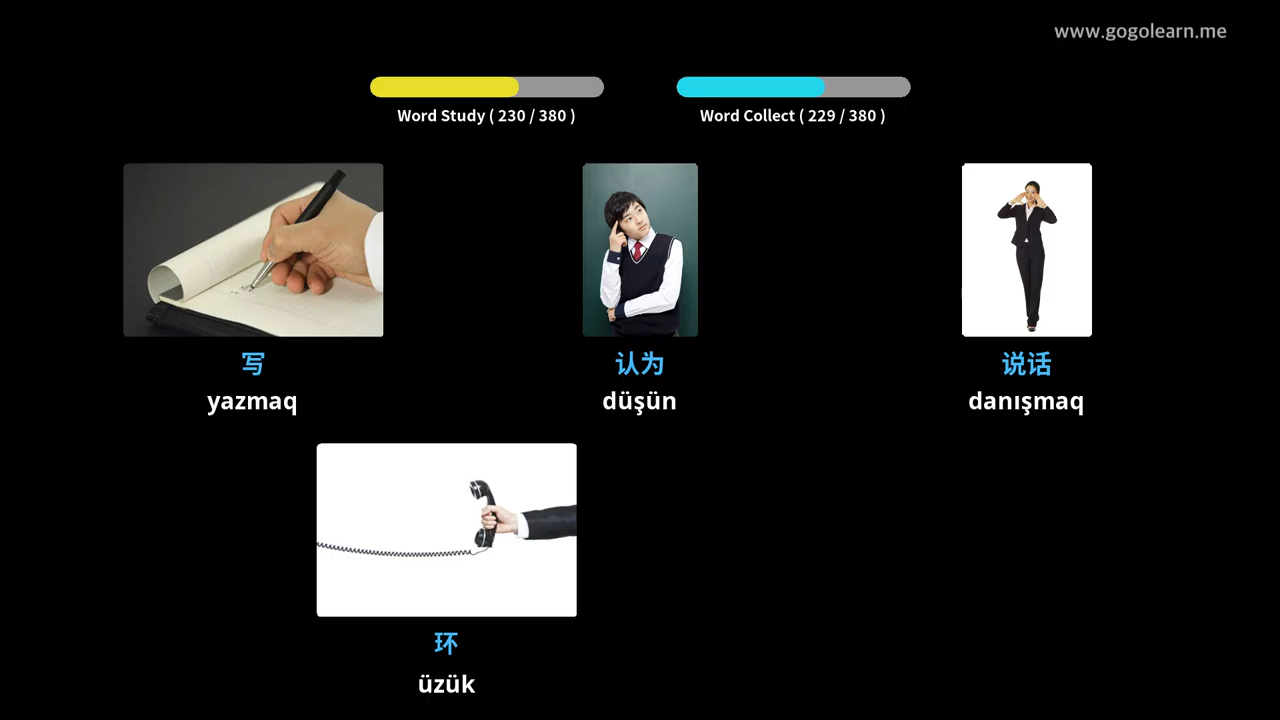 www.gogolearn.me
Word Study ( 230 / 380 )
Word Collect ( 229 / 380 )
写
yazmaq
认为
düşün
说话
danışmaq
环
üzük